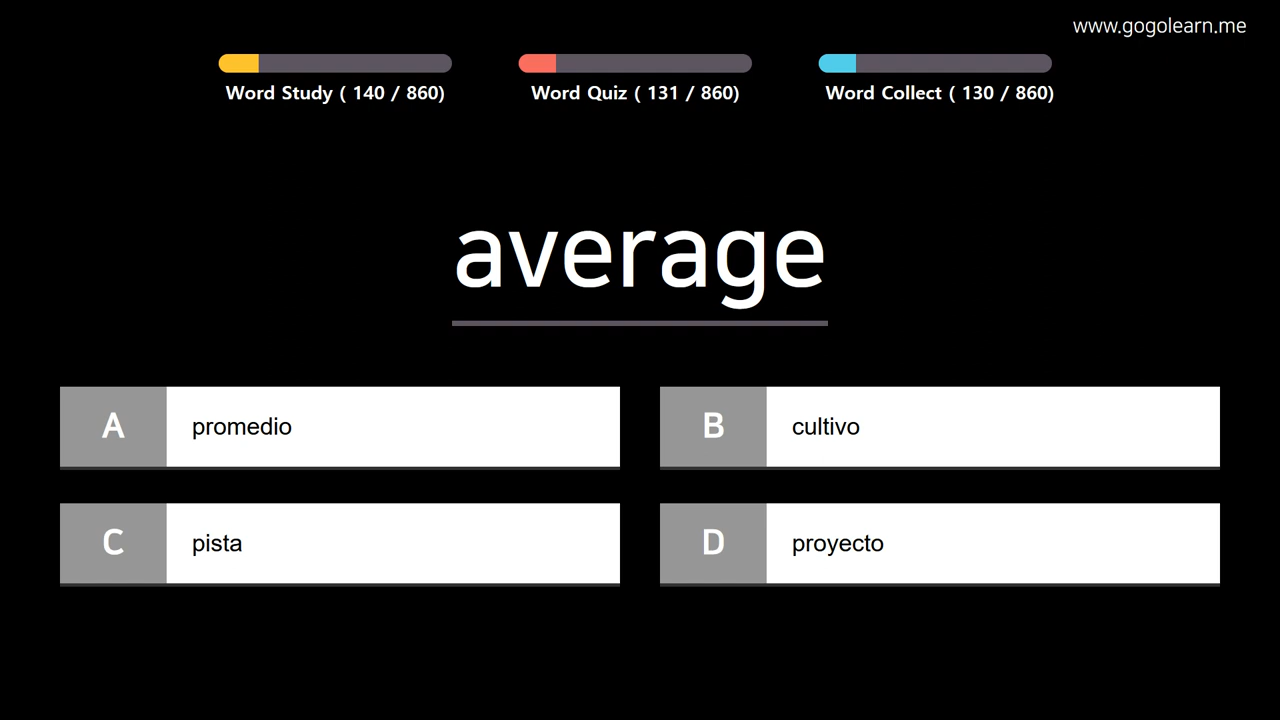 www.gogolearn.me
Word Study ( 140 / 860)
Word Quiz ( 131 / 860)
Word Collect ( 130 / 860)
average
A promedio
B cultivo
C pista
D proyecto